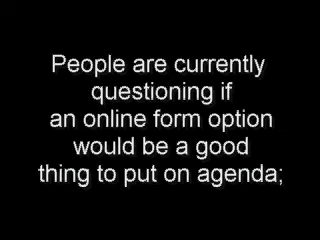 People are currently
questioning if
an online form option
would be a good
thing to put on agenda;